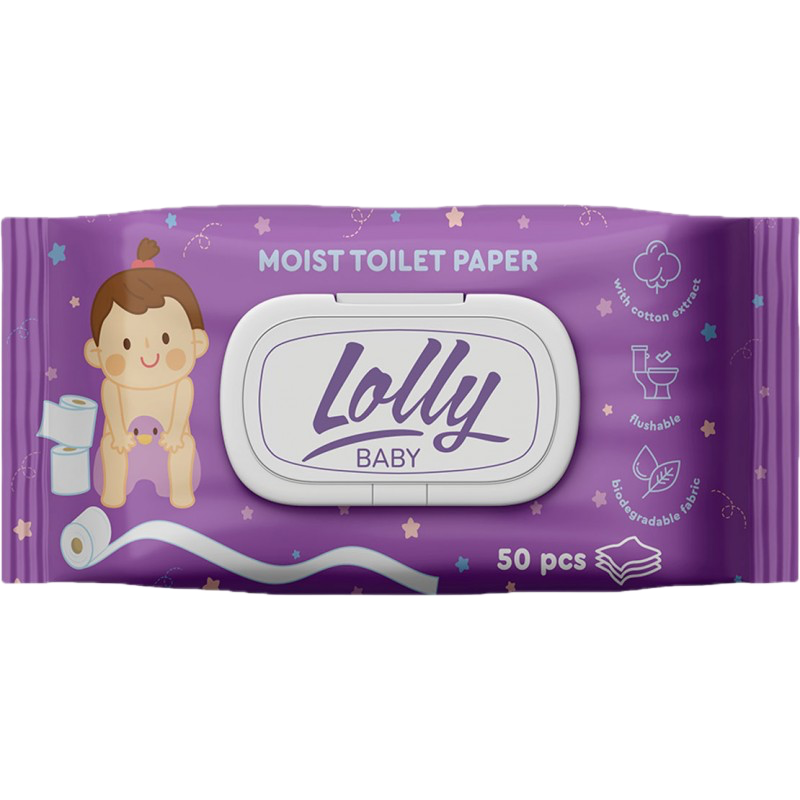 MOIST TOILET PAPER
Lolly
BABY
with cotton extract
flushable
biodegradable fabric
50 pcs